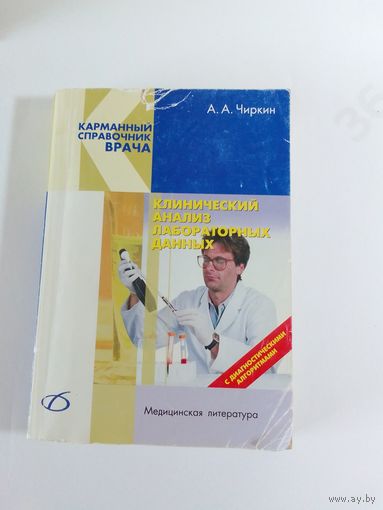 А. А. Чиркин
КАРМАННЫЙ
СПРАВОЧНИК
ВРАЧА
КЛИНИЧЕСКИЙ
АНАЛИЗ
ЛАБОРАТОРНЫХ
ДАННЫХ
С ДИАГНОСТИЧЕСКИМИ
АЛГОРИТМАМИ
Медицинская литература
www.ay.by